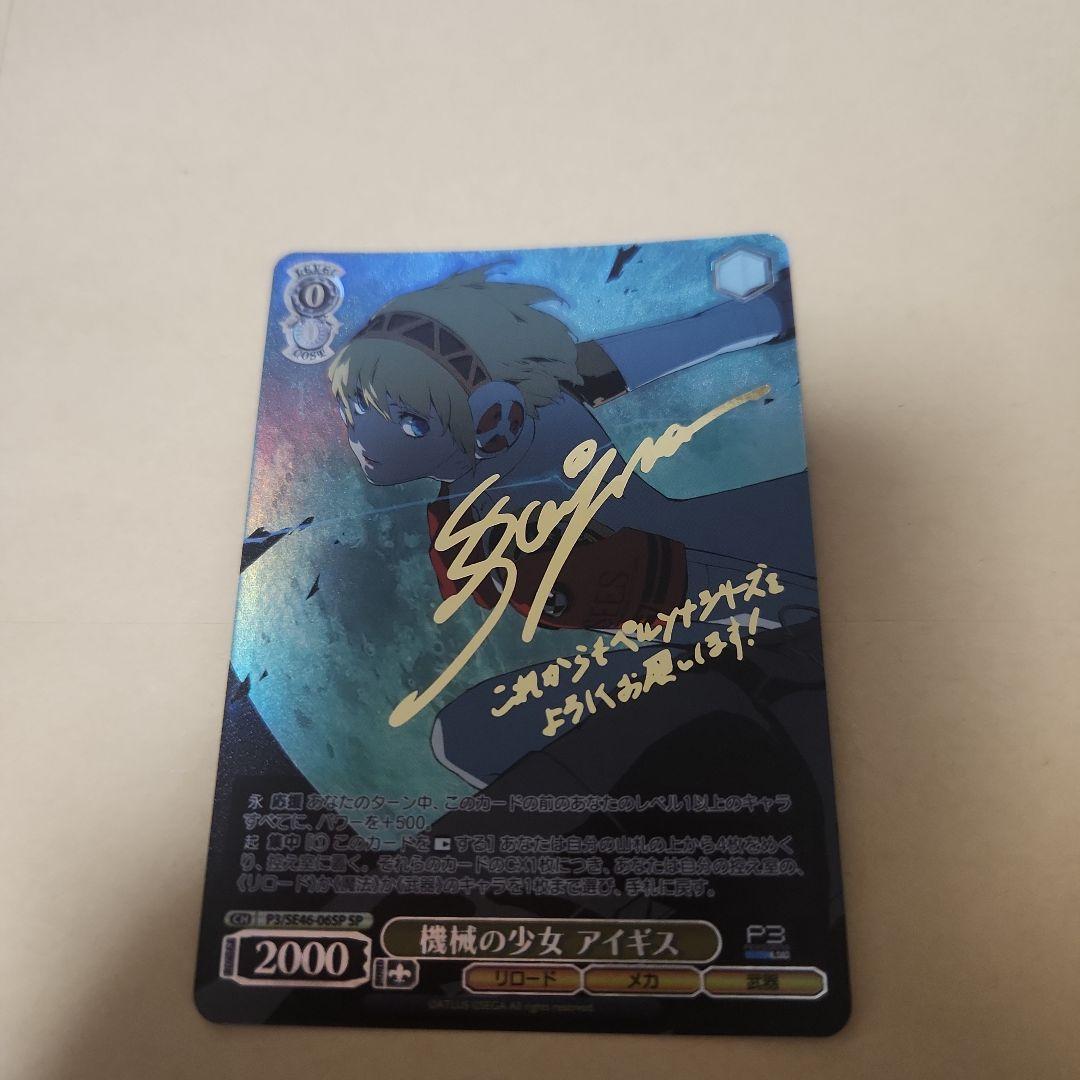 LEVEL
0
0
COST
Sajma
これからもペルソナシリーズを
よろしくお願いします!
永 応援 あなたのターン中、このカードの前のあなたのレベル1以上のキャラ
すべてに、パワーを+500。
起 集中 [① このカードを する] あなたは自分の山札の上から4枚をめく
り、控え室に置く。それらのカードのCX1枚につき、あなたは自分の控え室の、
《リロード》か《魔法》か《武器》のキャラを1枚まで選び、手札に戻す。
CH P3/SE46-06SP SP
2000
機械の少女 アイギス
P3
リロード メカ 武器
©ATLUS ©SEGA All rights reserved.